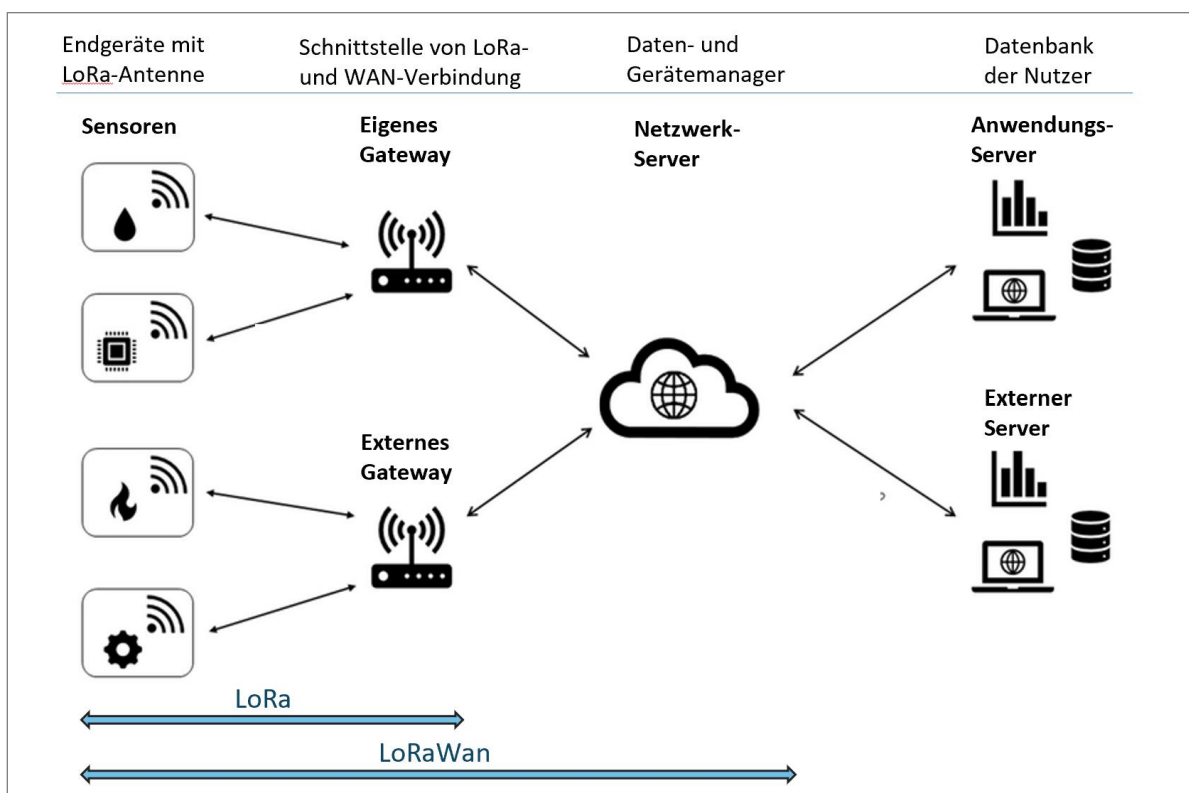 Endgeräte mit
LoRa-Antenne
Schnittstelle von LoRa-
und WAN-Verbindung
Daten- und
Gerätemanager
Datenbank
der Nutzer
Sensoren
Eigenes
Gateway
Netzwerk-
Server
Anwendungs-
Server
Externes
Gateway
Externer
Server
LoRa
LoRaWan